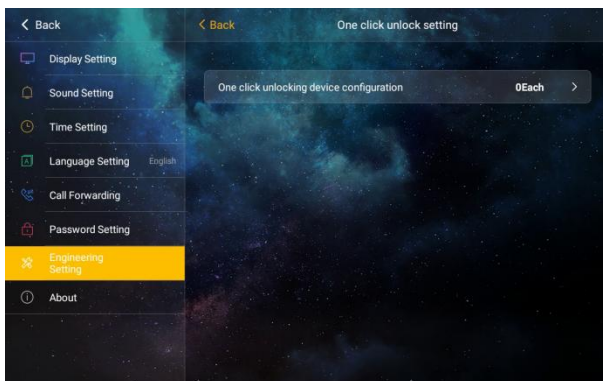 Back
Back
One click unlock setting
Display Setting
Sound Setting
Time Setting
Language Setting English
Call Forwarding
Password Setting
Engineering
Setting
About
One click unlocking device configuration 0Each